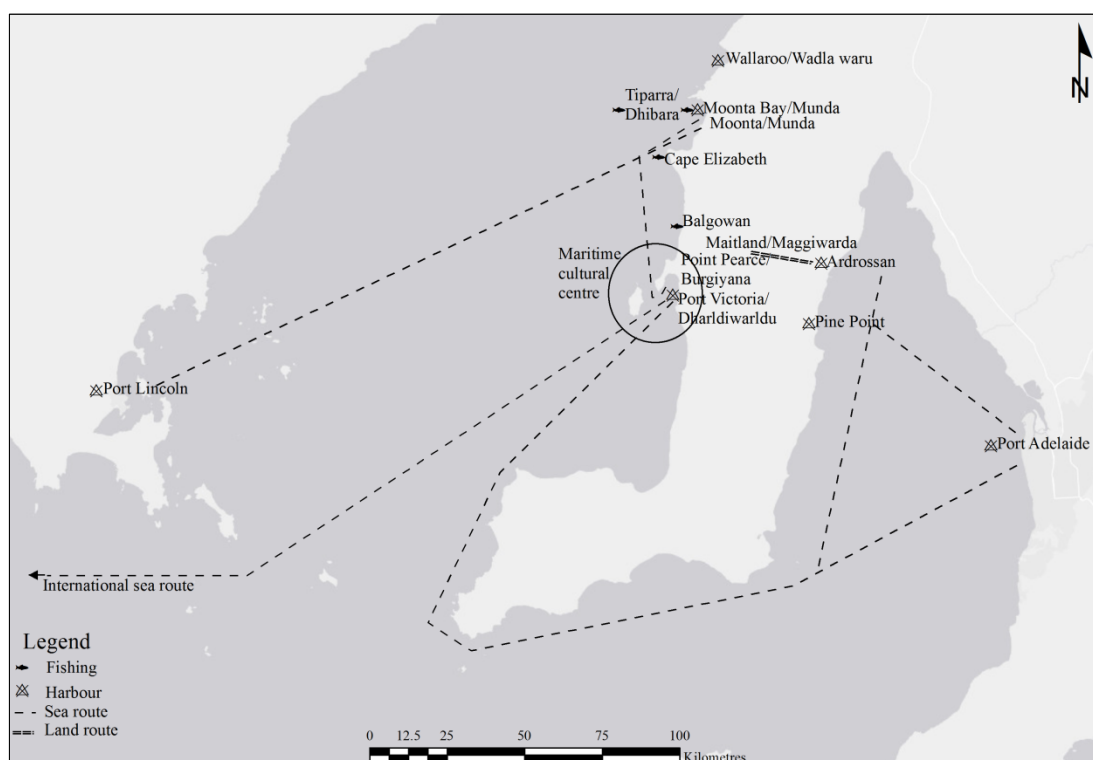 Wallaroo/Wadla waru
Tiparra/
Dhibara
Moonta Bay/Munda
Moonta/Munda
N
Cape Elizabeth
Balgowan
Maitland/Maggiwarda
Maritime
cultural
centre
Point Pearce/
Burgiyana
Ardrossan
Port Victoria/
Dharldiwarldu
Pine Point
Port Lincoln
Port Adelaide
International sea route
Legend
Fishing
Harbour
Sea route
Land route
0 12.5 25 50 75 100
Kilometres